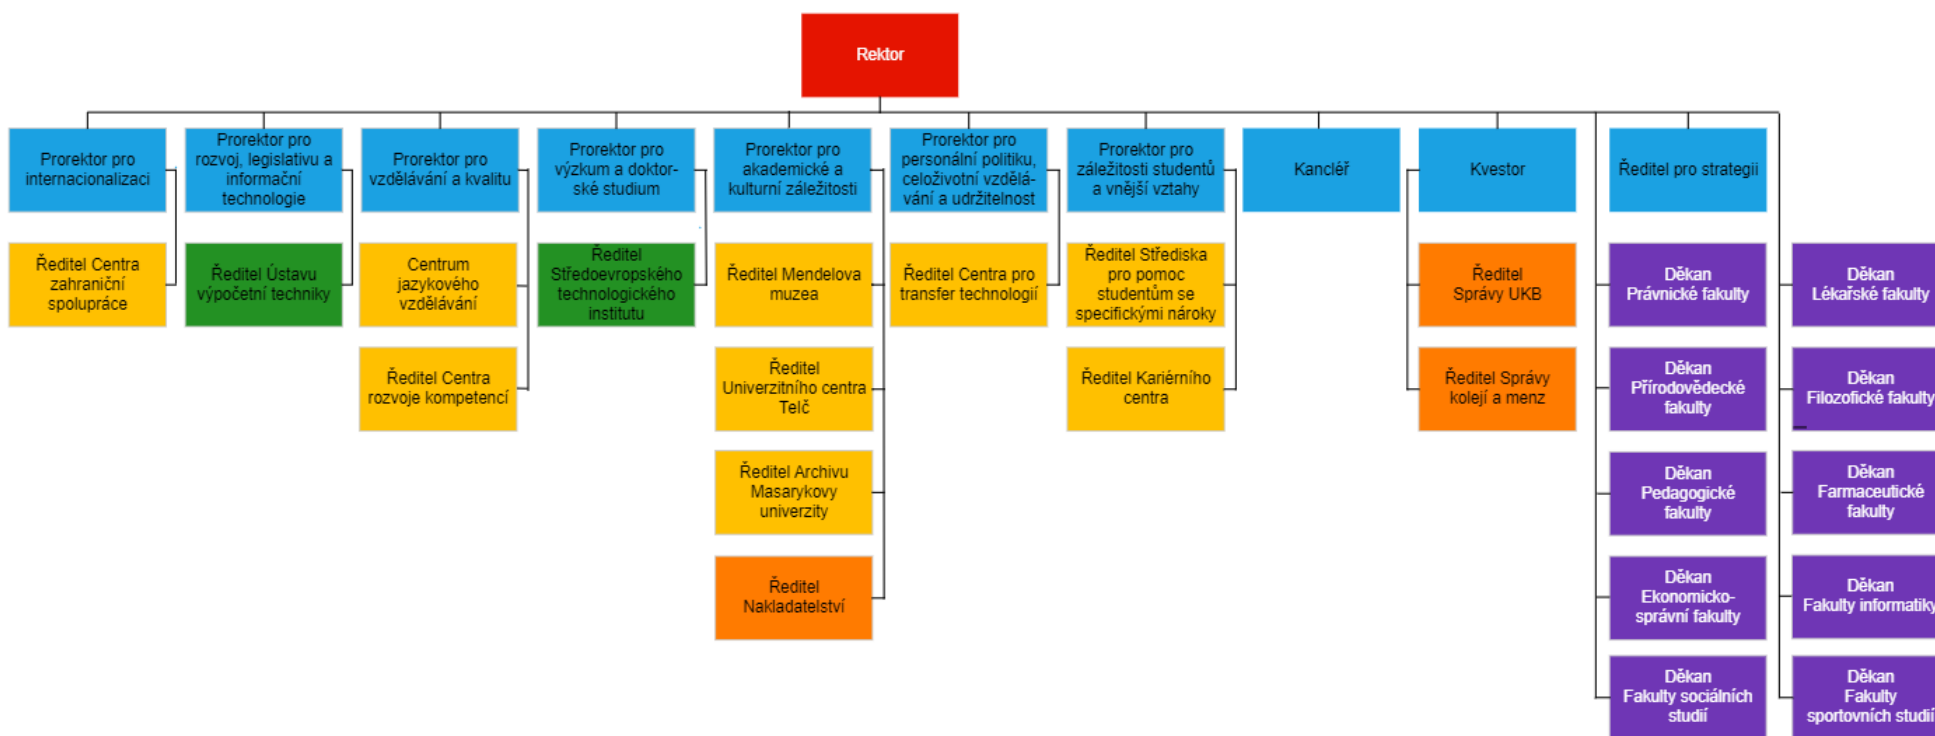 Rektor
Prorektor pro
internacionalizaci
Prorektor pro
rozvoj, legislativu a
informační
technologie
Prorektor pro
vzdělávání a kvalitu
Prorektor pro
výzkum a doktor-
ské studium
Prorektor pro
akademické a
kulturní záležitosti
Prorektor pro
personální politiku,
celoživotní vzdělá-
vání a udržitelnost
Prorektor pro
záležitosti studentů
a vnější vztahy
Kancléř
Kvestor
Ředitel pro strategii
Ředitel Centra
zahraniční
spolupráce
Ředitel Ústavu
výpočetní techniky
Centrum
jazykového
vzdělávání
Ředitel
Středoevropského
technologického
institutu
Ředitel Mendelova
muzea
Ředitel Centra pro
transfer technologií
Ředitel Střediska
pro pomoc
studentům se
specifickými nároky
Ředitel
Správy UKB
Děkan
Právnické fakulty
Děkan
Lékařské fakulty
Ředitel Centra
rozvoje kompetencí
Ředitel
Univerzitního centra
Telč
Ředitel Kariérního
centra
Ředitel Správy
kolejí a menz
Děkan
Přírodovědecké
fakulty
Děkan
Filozofické fakulty
Ředitel Archivu
Masarykovy
univerzity
Děkan
Pedagogické
fakulty
Děkan
Farmaceutické
fakulty
Ředitel
Nakladatelství
Děkan
Ekonomicko-
správní fakulty
Děkan
Fakulty informatiky
Děkan
Fakulty sociálních
studií
Děkan
Fakulty
sportovních studií